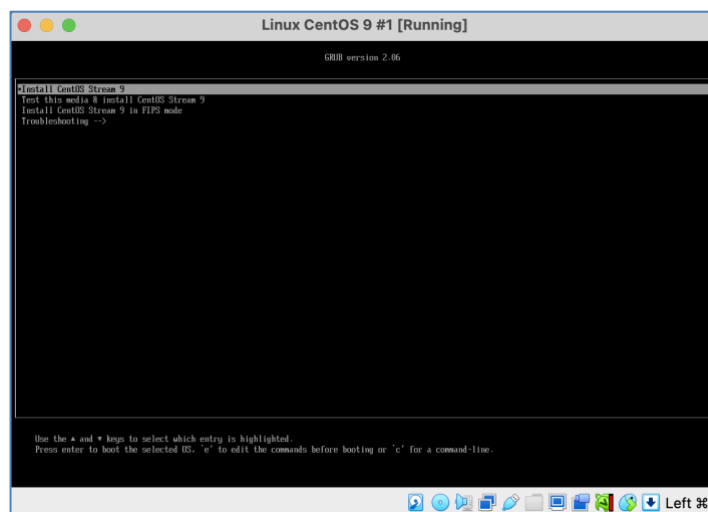 Linux CentOS 9 #1 [Running]
GRUB version 2.06
*Install CentOS Stream 9
Test this media & install CentOS Stream 9
Install CentOS Stream 9 in FIPS mode
Troubleshooting -->
Use the ▲ and ▼ keys to select which entry is highlighted.
Press enter to boot the selected OS, `e' to edit the commands before booting or `c' for a command-line.
Left ⌘